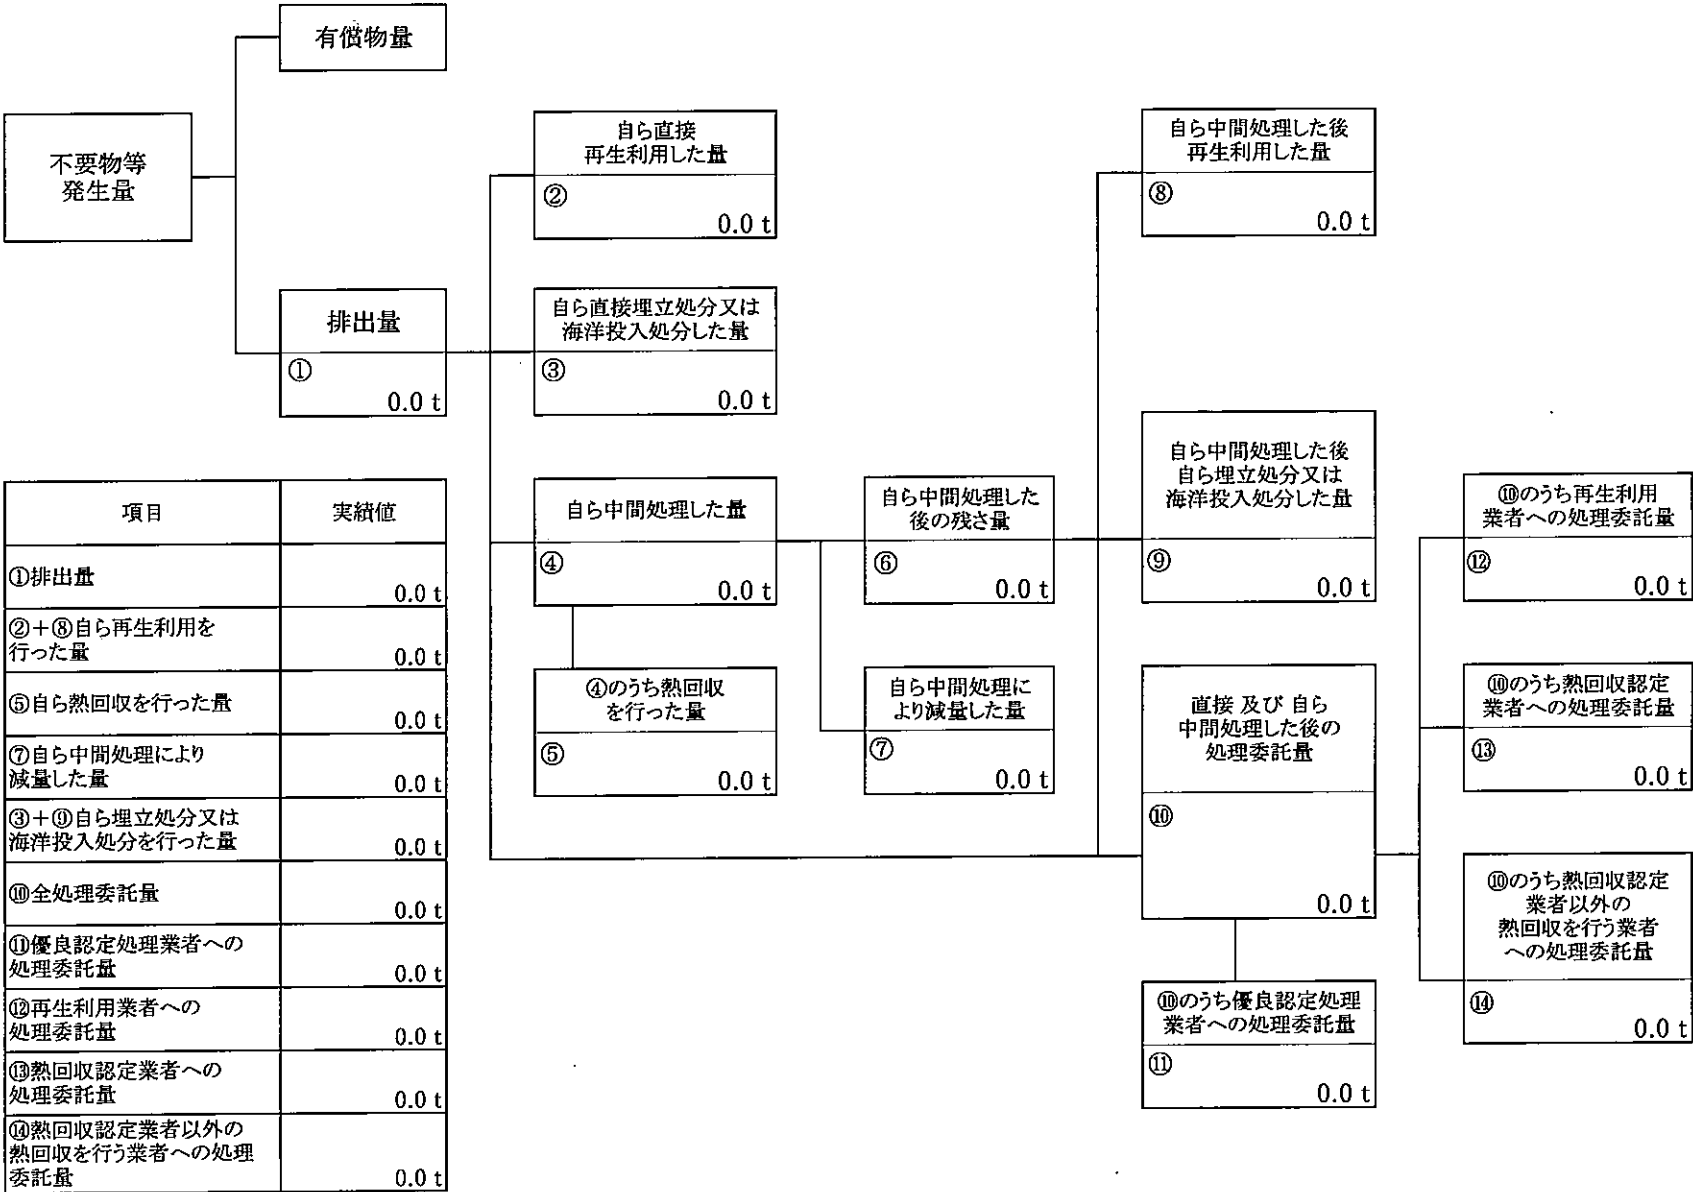 有償物量
不要物等
発生量
排出量
①
0.0 t
自ら直接
再生利用した量
②
0.0 t
自ら直接埋立処分又は
海洋投入処分した量
③
0.0 t
自ら中間処理した量
④
0.0 t
④のうち熱回収
を行った量
⑤
0.0 t
自ら中間処理した
後の残さ量
⑥
0.0 t
自ら中間処理に
より減量した量
⑦
0.0 t
自ら中間処理した後
再生利用した量
⑧
0.0 t
自ら中間処理した後
自ら埋立処分又は
海洋投入処分した量
⑨
0.0 t
直接 及び 自ら
中間処理した後の
処理委託量
⑩
0.0 t
⑩のうち優良認定処理
業者への処理委託量
⑪
0.0 t
⑩のうち再生利用
業者への処理委託量
⑫
0.0 t
⑩のうち熱回収認定
業者への処理委託量
⑬
0.0 t
⑩のうち熱回収認定
業者以外の
熱回収を行う業者
への処理委託量
⑭
0.0 t
項目 実績値
①排出量
0.0 t
②+⑧自ら再生利用を
行った量
0.0 t
⑤自ら熱回収を行った量
0.0 t
⑦自ら中間処理により
減量した量
0.0 t
③+⑨自ら埋立処分又は
海洋投入処分を行った量
0.0 t
⑩全処理委託量
0.0 t
⑪優良認定処理業者への
処理委託量
0.0 t
⑫再生利用業者への
処理委託量
0.0 t
⑬熱回収認定業者への
処理委託量
0.0 t
⑭熱回収認定業者以外の
熱回収を行う業者への処理
委託量
0.0 t